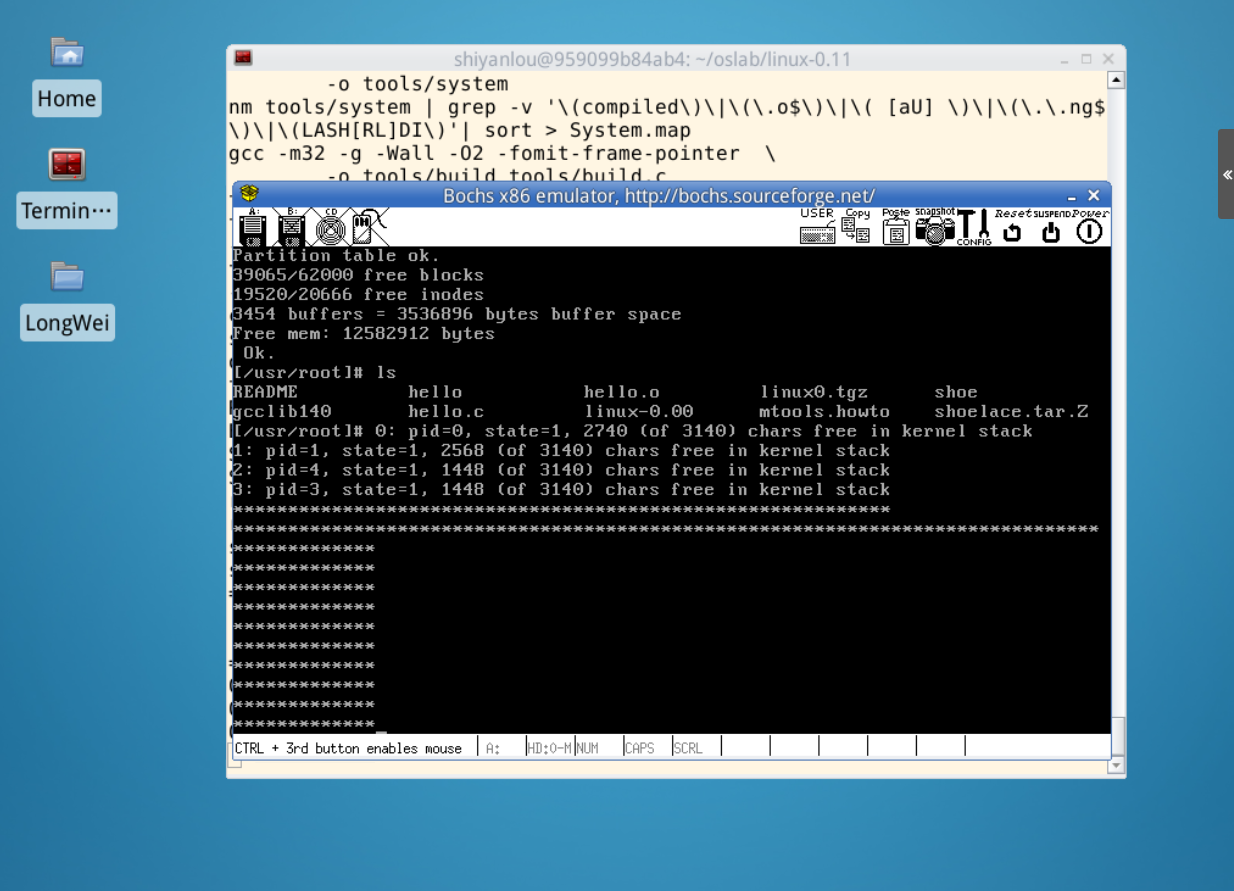 Home
Termin⋯
LongWei
shiyanlou@959099b84ab4: ~/oslab/linux-0.11
-o tools/system
nm tools/system | grep -v '\(compiled\)\|\(\.o$\)\|\( [aU] \)\|\(\.\.ng$
\)\|\(LASH[RL]DI\)'| sort > System.map
gcc -m32 -g -Wall -O2 -fomit-frame-pointer  \
-o tools/build tools/build.c
Bochs x86 emulator, http://bochs.sourceforge.net/
A: B: CD USER Copy Paste snapshot CONFIG Reset SUSPEND Power
Partition table ok.
39065/62000 free blocks
19520/20666 free inodes
3454 buffers = 3536896 bytes buffer space
Free mem: 12582912 bytes
Ok.
[/usr/root]# ls
README hello hello.o linux0.tgz shoe
gcclib140 hello.c linux-0.00 mtools.howto shoelace.tar.Z
[/usr/root]# 0: pid=0, state=1, 2740 (of 3140) chars free in kernel stack
1: pid=1, state=1, 2568 (of 3140) chars free in kernel stack
2: pid=4, state=1, 1448 (of 3140) chars free in kernel stack
3: pid=3, state=1, 1448 (of 3140) chars free in kernel stack
************************************************************
*******************************************************************************
*************
*************
*************
*************
*************
*************
*************
*************
*************
*************
CTRL + 3rd button enables mouse A: HD:0-M NUM CAPS SCRL